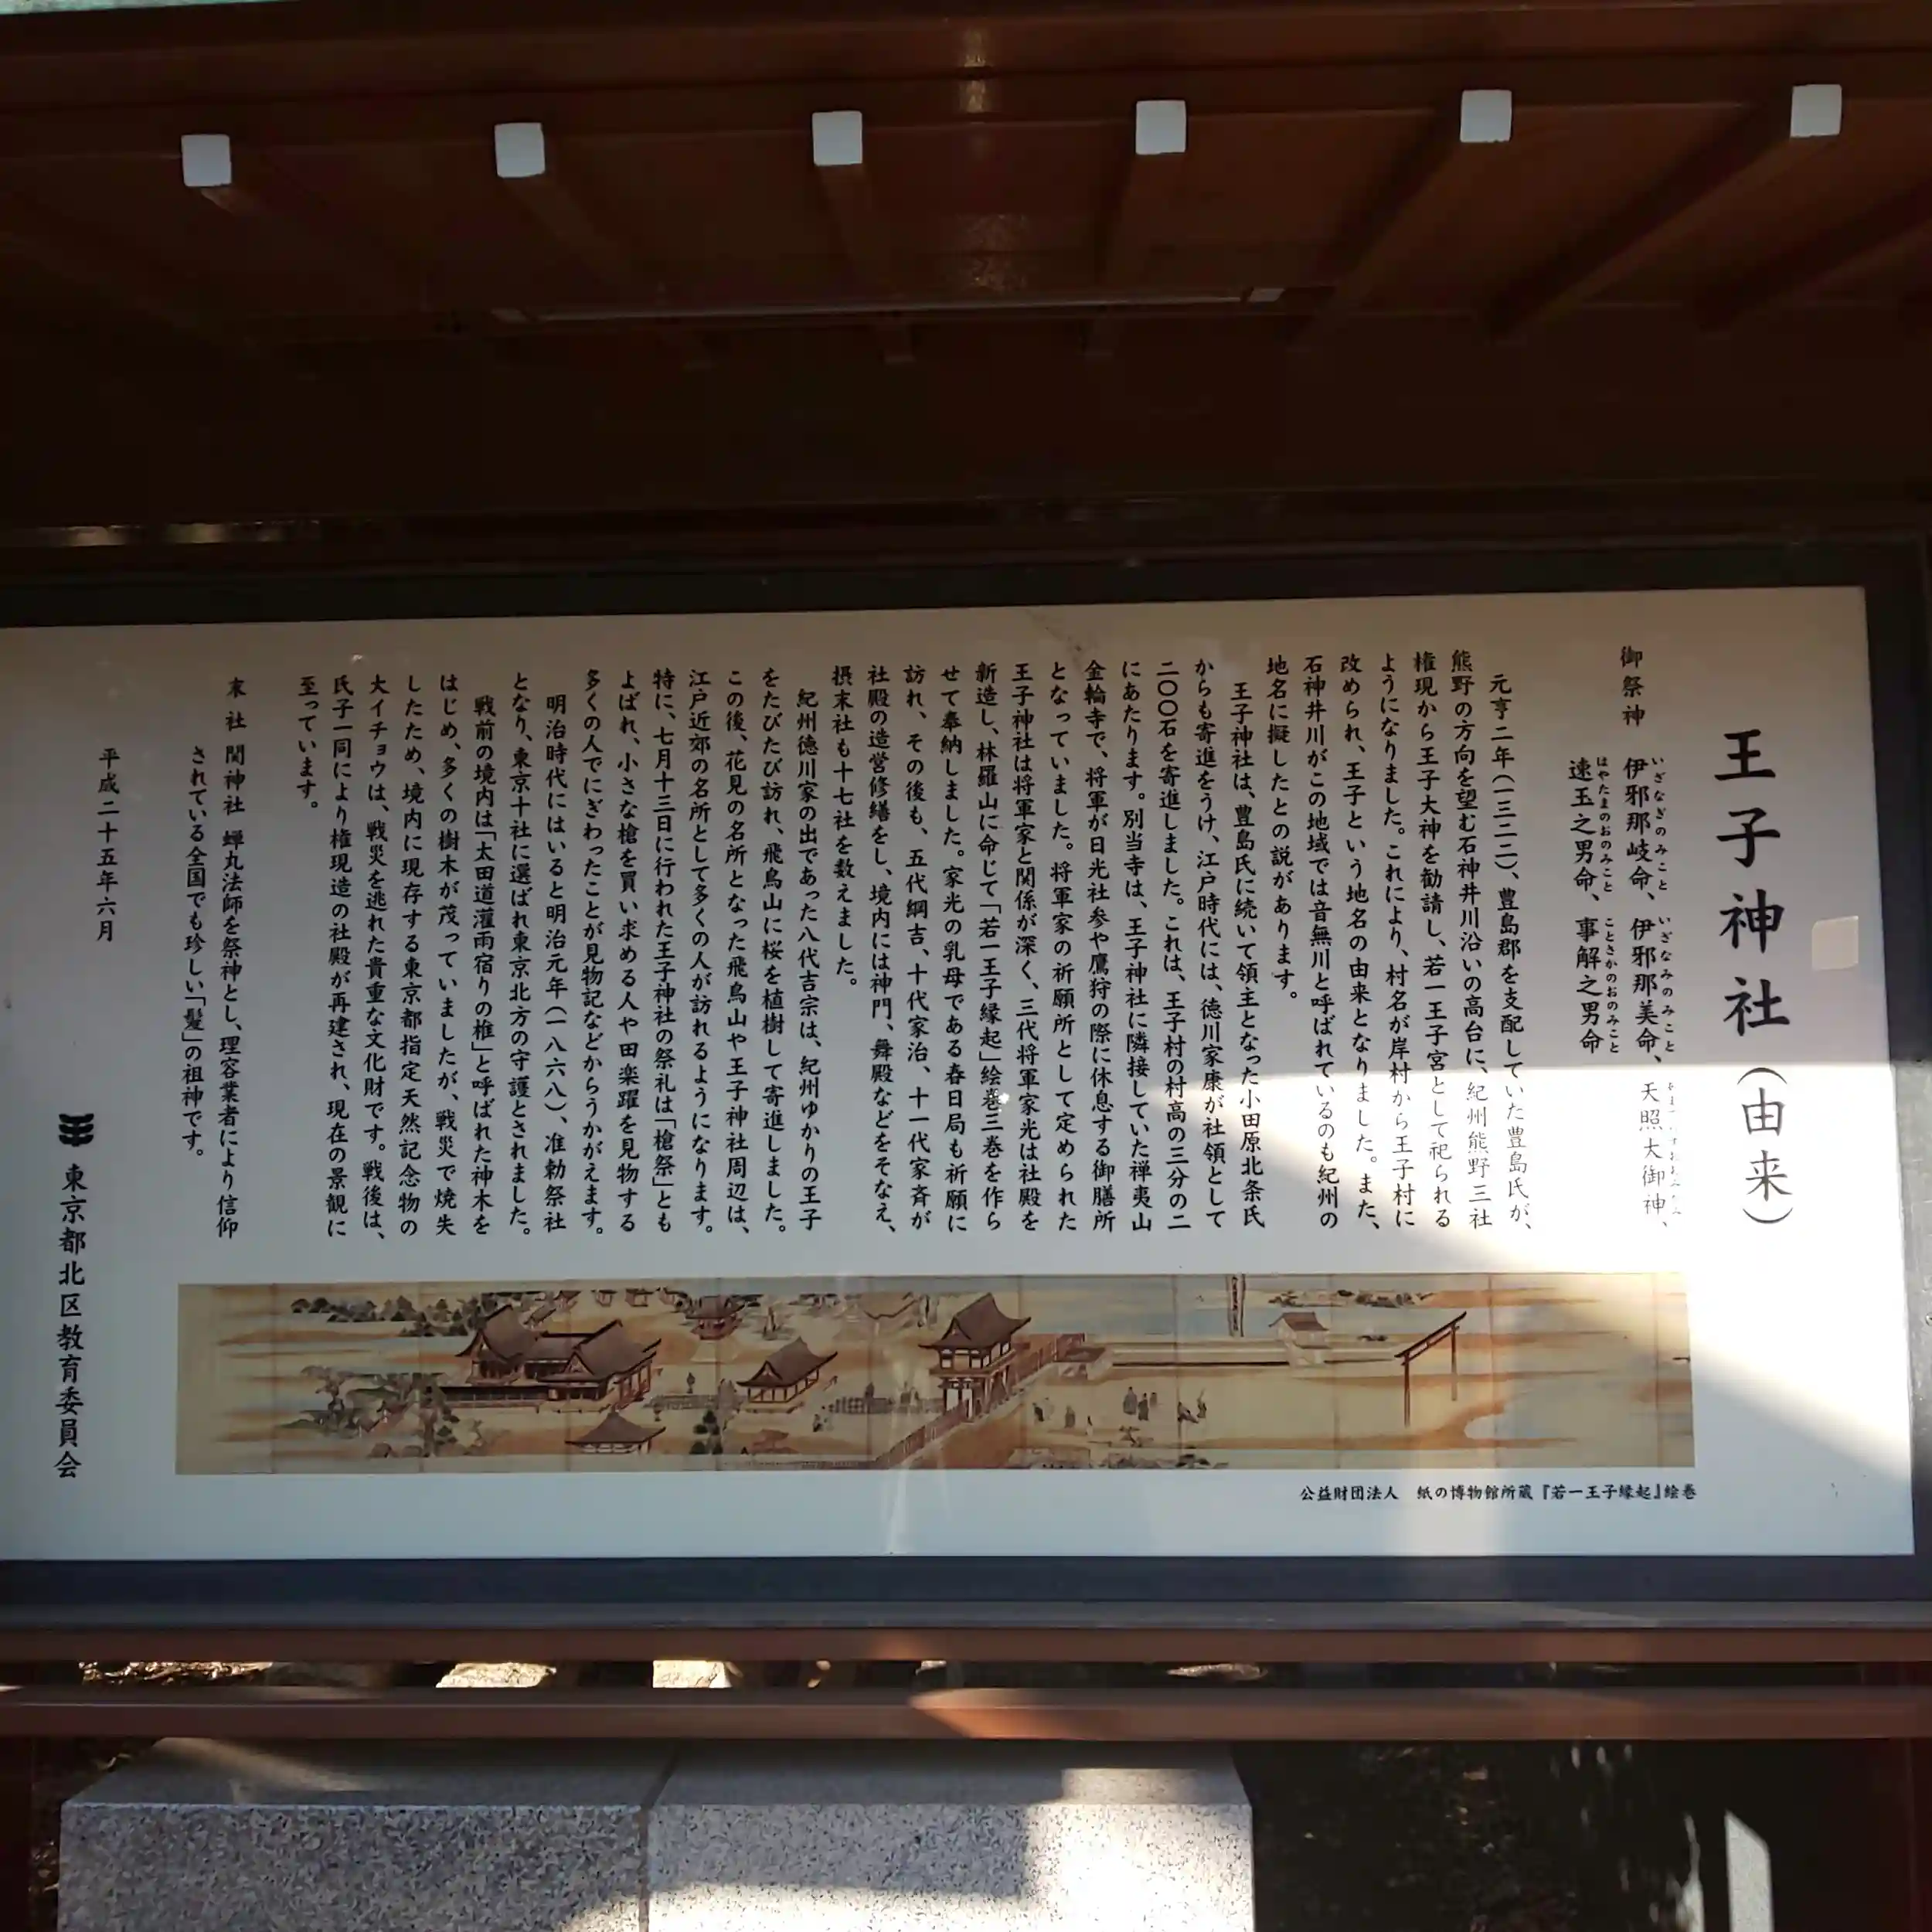 王子神社(由来)
御祭神 伊邪那岐命、伊邪那美命、天照大御神、
いざなぎのみこと いざなみのみこと
速玉之男命、事解之男命
はやたまのおのみこと ことさかのおのみこと
元亨二年(一三二二)、豊島郡を支配していた豊島氏が、
熊野の方向を望む石神井川沿いの高台に、紀州熊野三社
権現から王子大神を勧請し、若一王子宮として祀られる
ようになりました。これにより、村名が岸村から王子村に
改められ、王子という地名の由来となりました。また、
石神井川がこの地域では音無川と呼ばれているのも紀州の
地名に擬したとの説があります。
王子神社は、豊島氏に続いて領主となった小田原北条氏
からも寄進をうけ、江戸時代には、徳川家康が社領として
二〇〇石を寄進しました。これは、王子村の村高の三分の二
にあたります。別当寺は、王子神社に隣接していた禅夷山
金輪寺で、将軍が日光社参や鷹狩の際に休息する御膳所
となっていました。将軍家の祈願所として定められた
王子神社は将軍家と関係が深く、三代将軍家光は社殿を
新造し、林羅山に命じて「若一王子縁起」絵巻三巻を作ら
せて奉納しました。家光の乳母である春日局も祈願に
訪れ、その後も、五代綱吉、十代家治、十一代家斉が
社殿の造営修繕をし、境内には神門、舞殿などをそなえ、
摂末社も十七社を数えました。
紀州徳川家の出であった八代吉宗は、紀州ゆかりの王子
をたびたび訪れ、飛鳥山に桜を植樹して寄進しました。
この後、花見の名所となった飛鳥山や王子神社周辺は、
江戸近郊の名所として多くの人が訪れるようになります。
特に、七月十三日に行われた王子神社の祭礼は「槍祭」とも
よばれ、小さな槍を買い求める人や田楽躍を見物する
多くの人でにぎわったことが見物記などからうかがえます。
明治時代にはいると明治元年(一八六八)、准勅祭社
となり、東京十社に選ばれ東京北方の守護とされました。
戦前の境内は「太田道灌雨宿りの椎」と呼ばれた神木を
はじめ、多くの樹木が茂っていましたが、戦災で焼失
したため、境内に現存する東京都指定天然記念物の
大イチョウは、戦災を逃れた貴重な文化財です。戦後は、
氏子一同により権現造の社殿が再建され、現在の景観に
至っています。
末社 関神社 蝉丸法師を祭神とし、理容業者により信仰
されている全国でも珍しい「髪」の祖神です。
平成二十五年六月
東京都北区教育委員会
公益財団法人 紙の博物館所蔵『若一王子縁起』絵巻